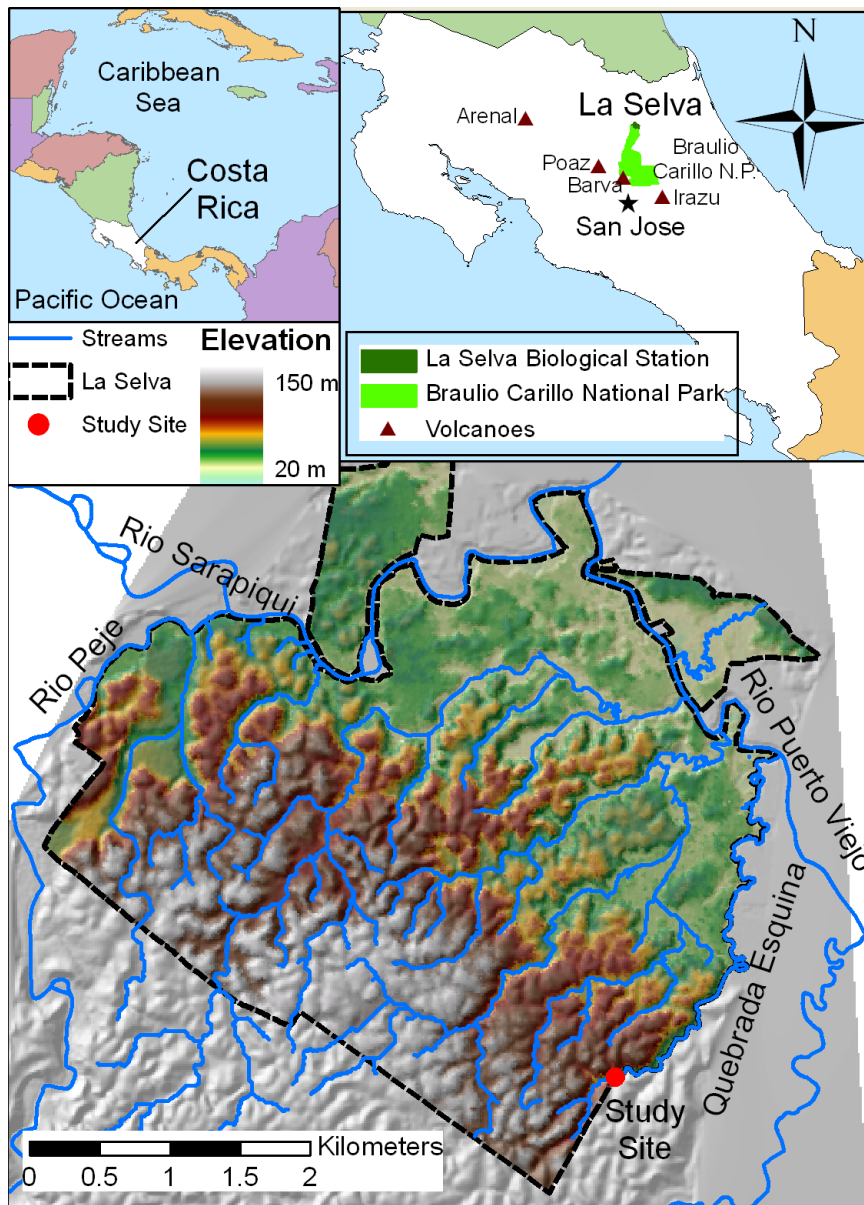 Caribbean
Sea
Costa
Rica
Pacific Ocean
N
La Selva
Arenal
Braulio
Carillo N.P.
Poaz
Barva
Irazu
San Jose
La Selva Biological Station
Braulio Carillo National Park
Volcanoes
Streams
La Selva
Study Site
Elevation
150 m
20 m
Rio Sarapiqui
Rio Peje
Rio Puerto Viejo
Quebrada Esquina
Study
Site
Kilometers
0 0.5 1 1.5 2